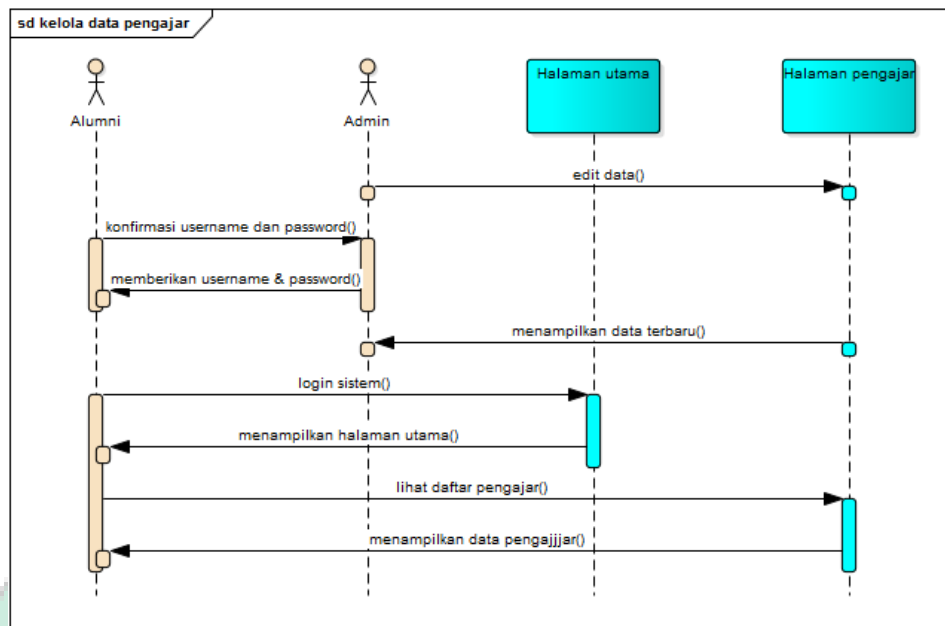 sd kelola data pengajar
Alumni
Admin
Halaman utama
Halaman pengajar
edit data()
konfirmasi username dan password()
memberikan username & password()
menampilkan data terbaru()
login sistem()
menampilkan halaman utama()
lihat daftar pengajar()
menampilkan data pengajjjar()